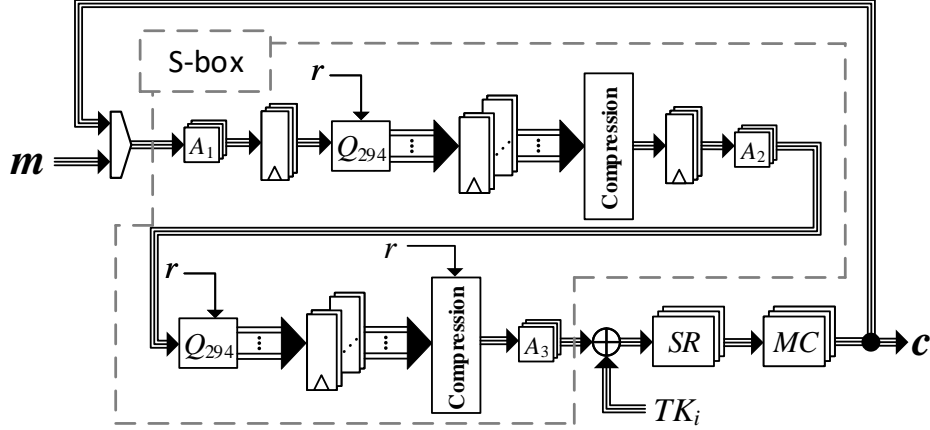 S-box
r
m
A₁
Q₂₉₄
Compression
A₂
r
r
Q₂₉₄
Compression
A₃
SR
MC
c
TKᵢ